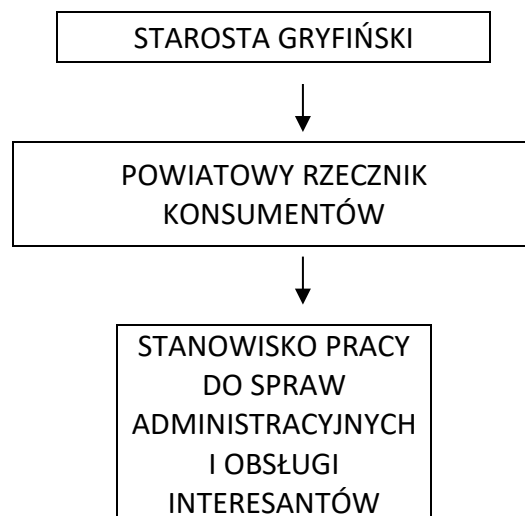 STAROSTA GRYFIŃSKI
POWIATOWY RZECZNIK
KONSUMENTÓW
STANOWISKO PRACY
DO SPRAW
ADMINISTRACYJNYCH
I OBSŁUGI
INTERESANTÓW